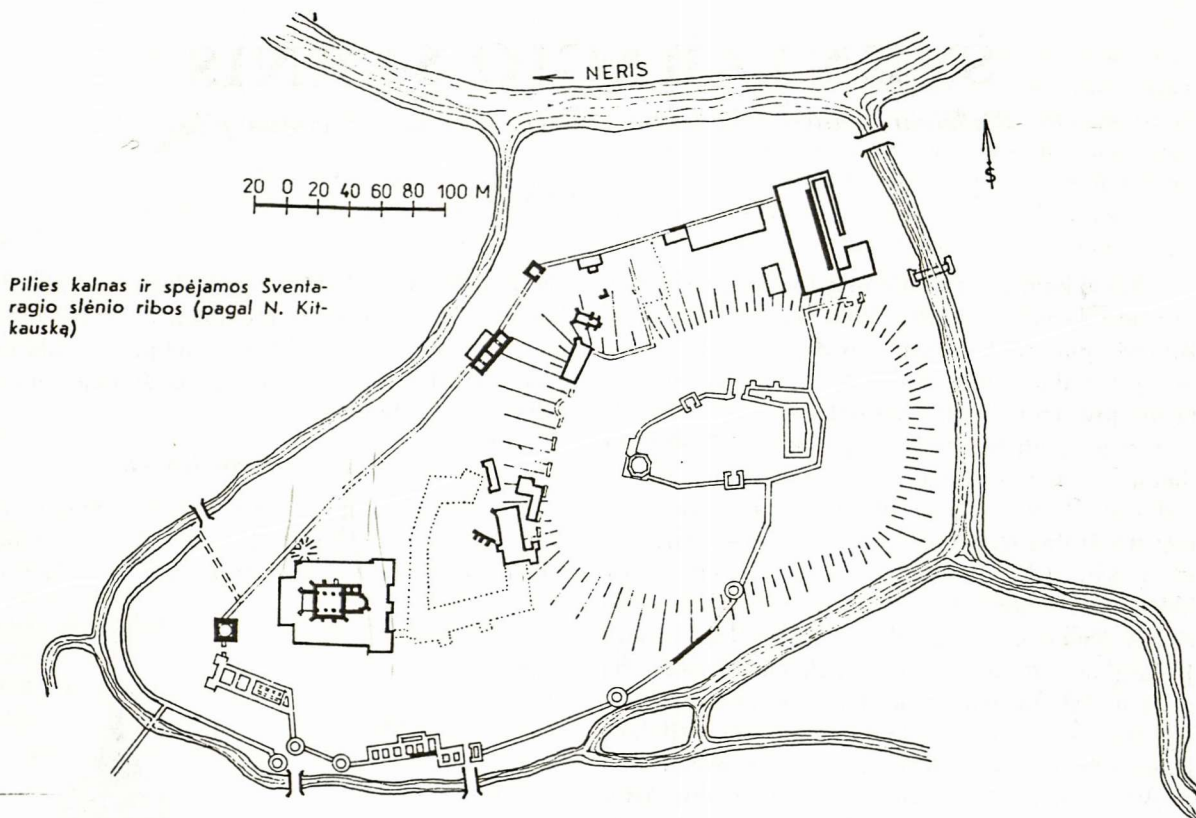 ← NERIS
Š
20 0 20 40 60 80 100 M
Pilies kalnas ir spėjamos Šventa-
ragio slėnio ribos (pagal N. Kit-
kauską)